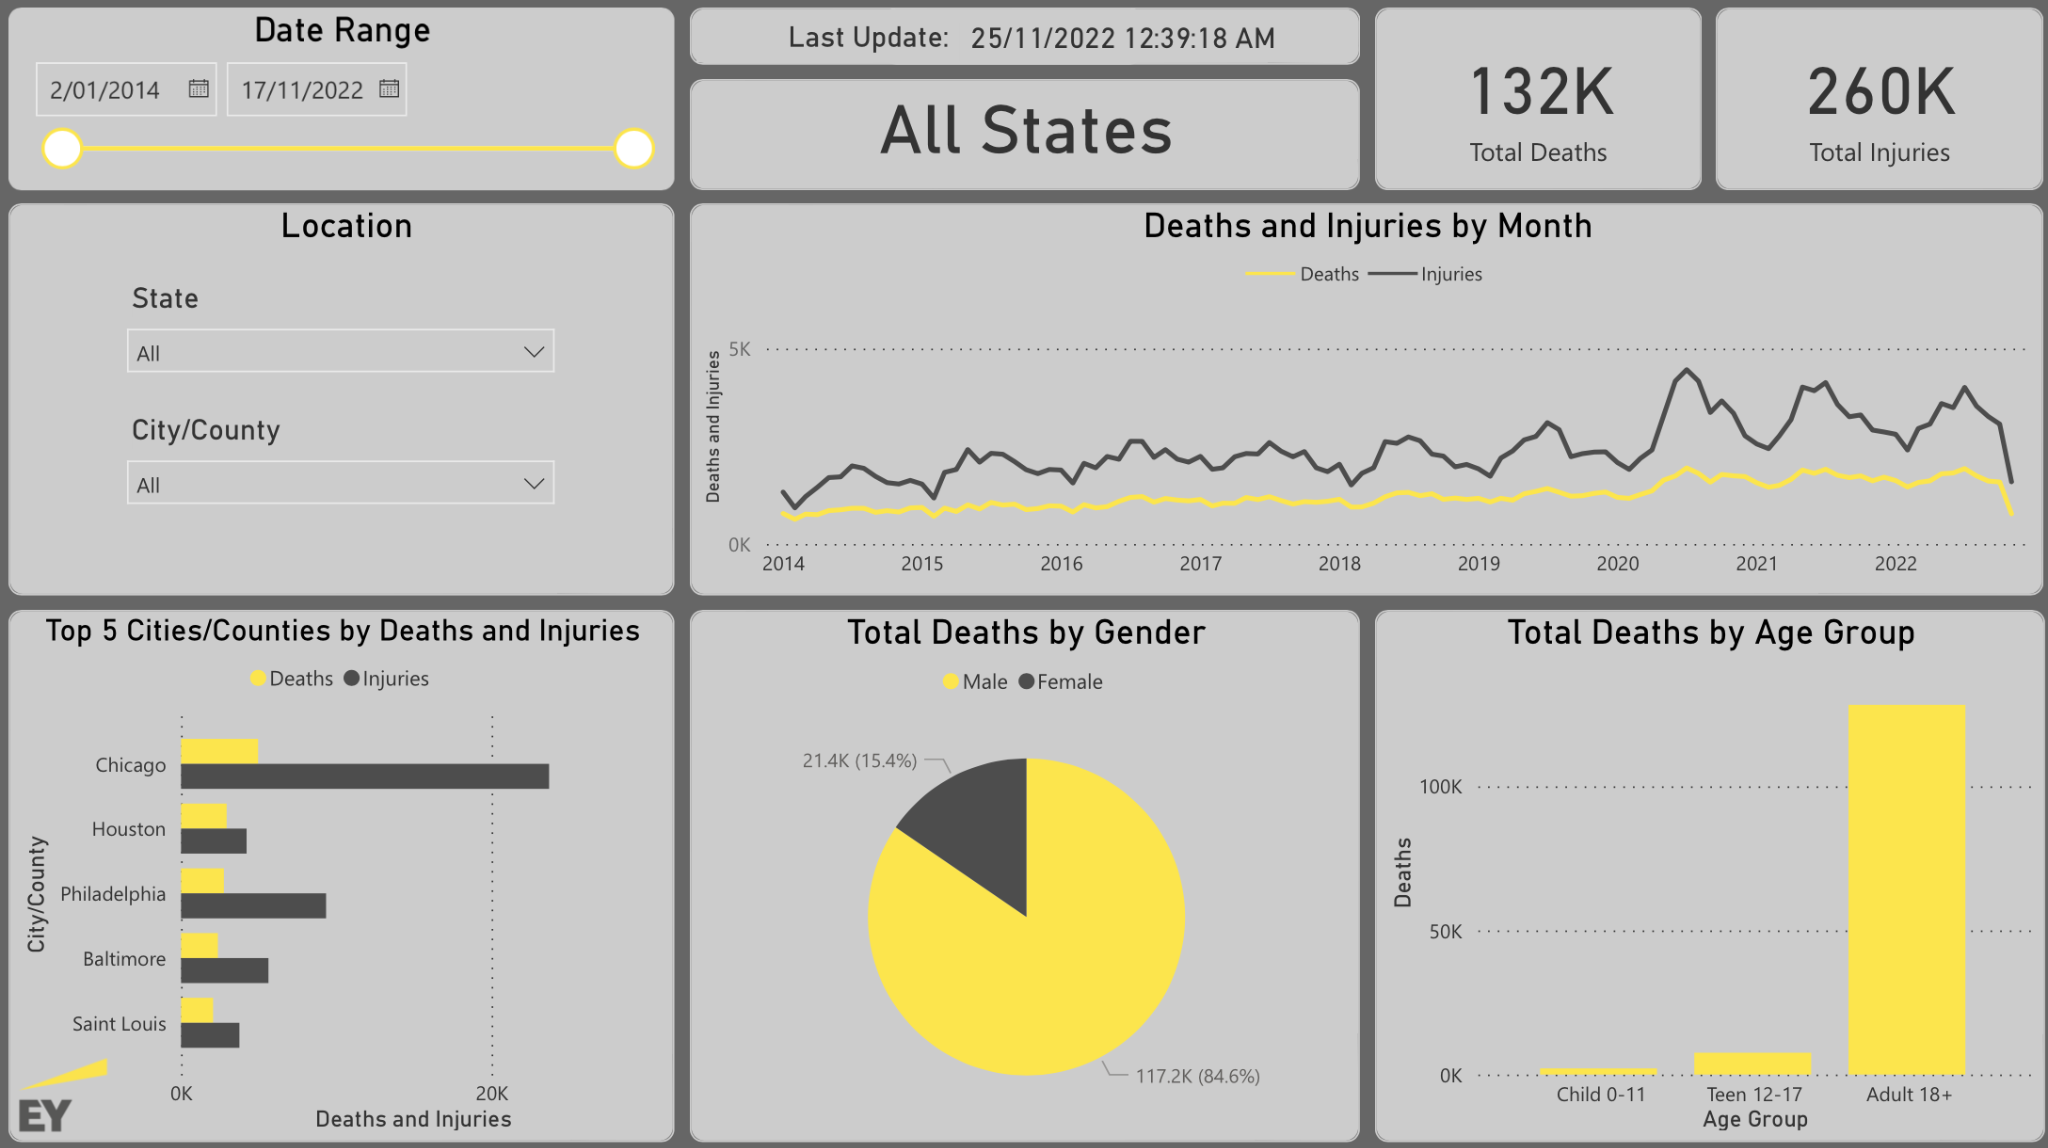 Date Range
2/01/2014
17/11/2022
Last Update: 25/11/2022 12:39:18 AM
All States
132K
Total Deaths
260K
Total Injuries
Location
State
All
City/County
All
Deaths and Injuries by Month
Deaths Injuries
Deaths and Injuries
5K
0K
2014 2015 2016 2017 2018 2019 2020 2021 2022
Top 5 Cities/Counties by Deaths and Injuries
Deaths Injuries
City/County
Chicago
Houston
Philadelphia
Baltimore
Saint Louis
0K 20K
Deaths and Injuries
EY
Total Deaths by Gender
Male Female
21.4K (15.4%)
117.2K (84.6%)
Total Deaths by Age Group
Deaths
100K
50K
0K
Child 0-11 Teen 12-17 Adult 18+
Age Group